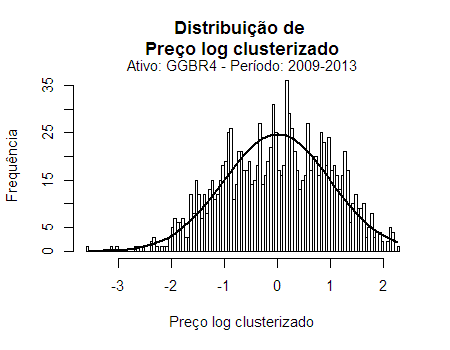 Distribuição de
Preço log clusterizado
Ativo: GGBR4 - Período: 2009-2013
Frequência
35
25
15
5
0
-3 -2 -1 0 1 2
Preço log clusterizado